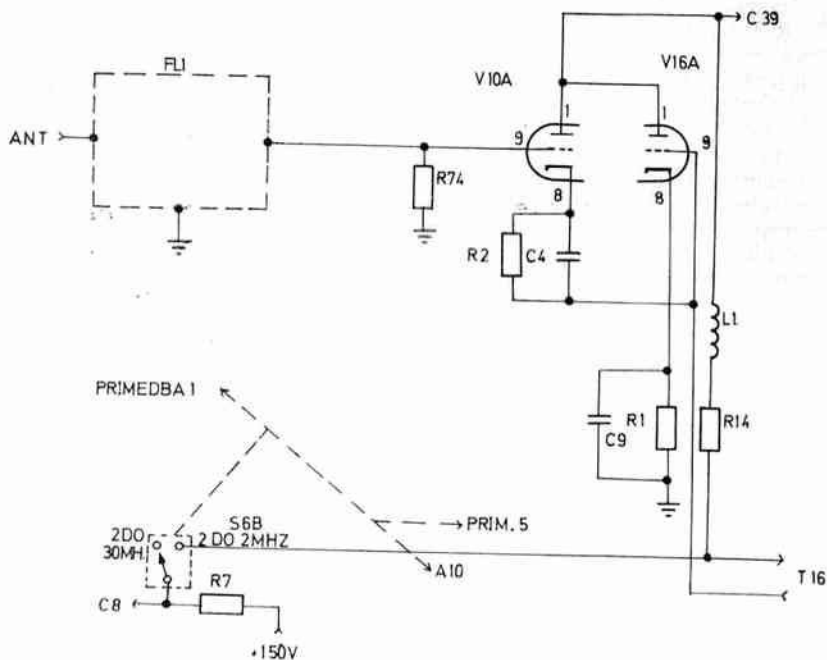 C 39
FL1
V10A
V16A
1
1
ANT
9
9
R74
8
8
R2
C4
L1
PRIMEDBA 1
C9
R1
R14
S6B
2DO
30MH.
2 DO 2MHZ
PRIM. 5
A10
T16
C8
R7
+150V